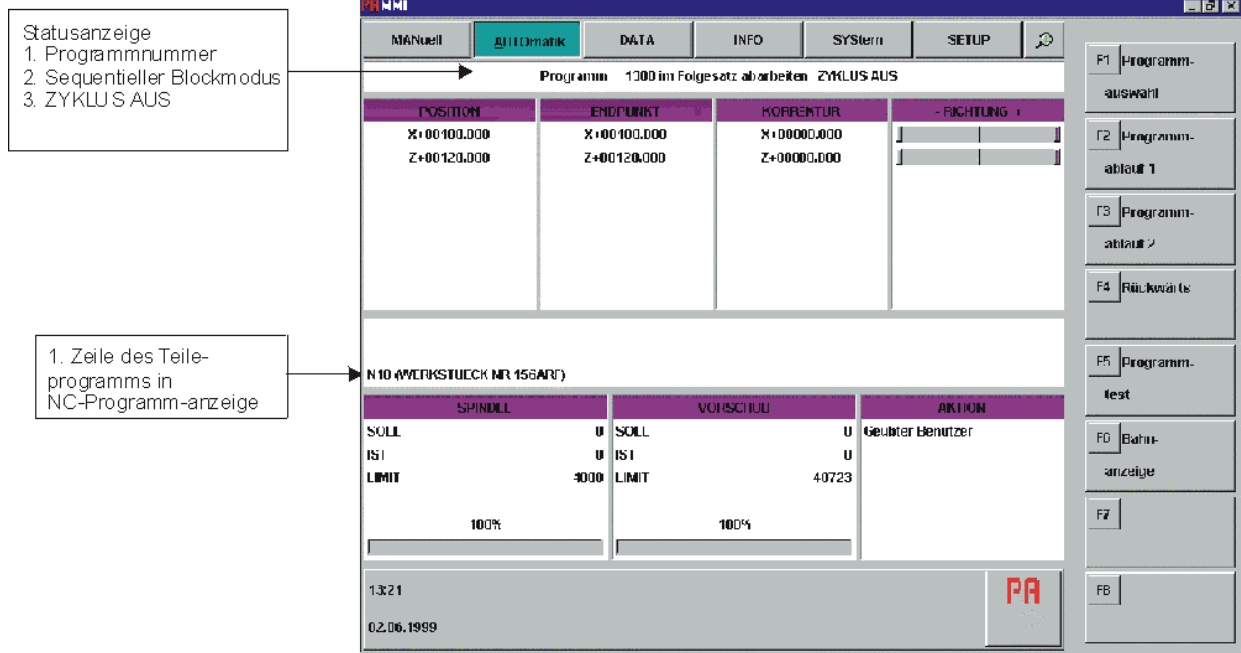 Statusanzeige
1. Programmnummer
2. Sequentieller Blockmodus
3. ZYKLUS AUS
1. Zeile des Teile-
programms in
NC-Programm-anzeige
PA MMI
MANuell AUTOmatik DATA INFO SYStem SETUP
Programm 1300 im Folgesatz abarbeiten ZYKLUS AUS
POSITION ENDPUNKT KORREKTUR - RICHTUNG +
X+00100.000 X+00100.000 X+00000.000
Z+00120.000 Z+00120.000 Z+00000.000
N10 (WERKSTUECK NR 156ART)
SPINDEL VORSCHUB AKTION
SOLL 0 SOLL 0 Geübter Benutzer
IST 0 IST 0
LIMIT 4000 LIMIT 40723
100% 100%
13:21
02.06.1999
PA
F1 Programm-
auswahl
F2 Programm-
ablauf 1
F3 Programm-
ablauf 2
F4 Rückwärts
F5 Programm-
test
F6 Bahn-
anzeige
F7
F8